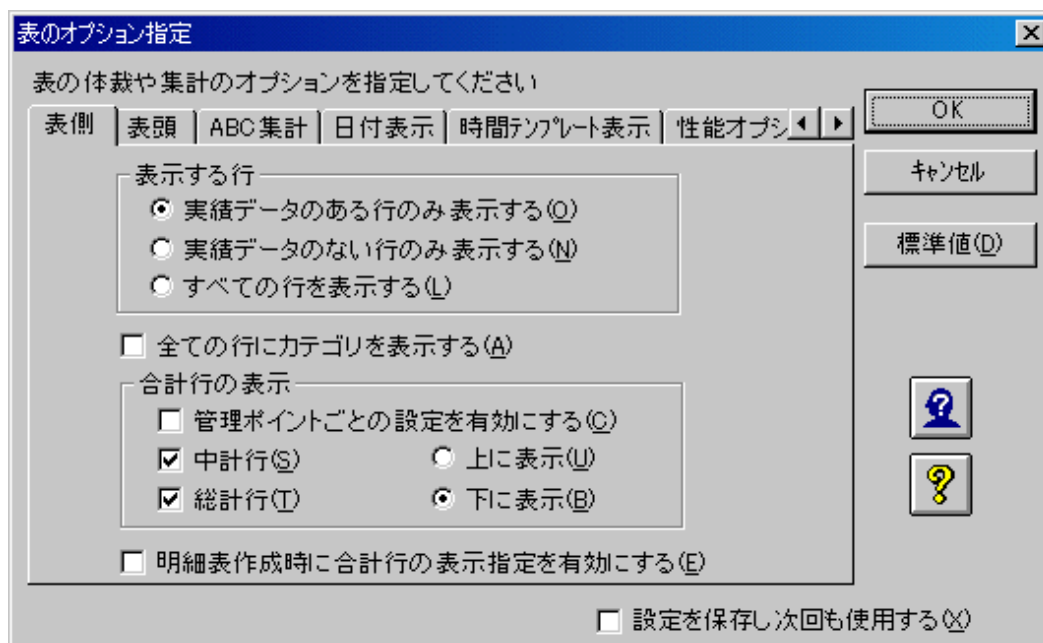 表のオプション指定
表の体裁や集計のオプションを指定してください
表側 表頭 ABC集計 日付表示 時間テンプレート表示 性能オプシ
OK
キャンセル
標準値(D)
表示する行
実績データのある行のみ表示する(O)
実績データのない行のみ表示する(N)
すべての行を表示する(L)
全ての行にカテゴリを表示する(A)
合計行の表示
管理ポイントごとの設定を有効にする(C)
中計行(S) 上に表示(U)
総計行(T) 下に表示(B)
明細表作成時に合計行の表示指定を有効にする(E)
設定を保存し次回も使用する(X)